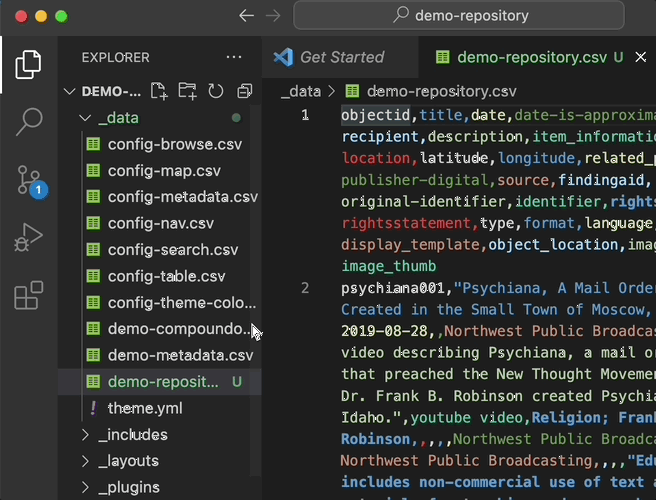 demo-repository
EXPLORER
DEMO-...
_data
config-browse.csv
config-map.csv
config-metadata.csv
config-nav.csv
config-search.csv
config-table.csv
config-theme-colo...
demo-compoundo...
demo-metadata.csv
demo-reposit... U
theme.yml
_includes
_layouts
_plugins
1
Get Started
demo-repository.csv U
_data > demo-repository.csv
1 objectid,title,date,date-is-approxima
recipient,description,item_informatio
location,latitude,longitude,related_p
publisher-digital,source,findingaid,
original-identifier,identifier,rights
rightsstatement,type,format,language,
display_template,object_location,imag
image_thumb
2 psychiana001,"Psychiana, A Mail Order
Created in the Small Town of Moscow,
2019-08-28,,Northwest Public Broadcas
video describing Psychiana, a mail or
that preached the New Thought Movemen
Dr. Frank B. Robinson created Psychia
Idaho.",youtube video,Religion; Frank
Robinson,,,,,Northwest Public Broadca
Northwest Public Broadcasting,,,,"Edu
includes non-commercial use of text a